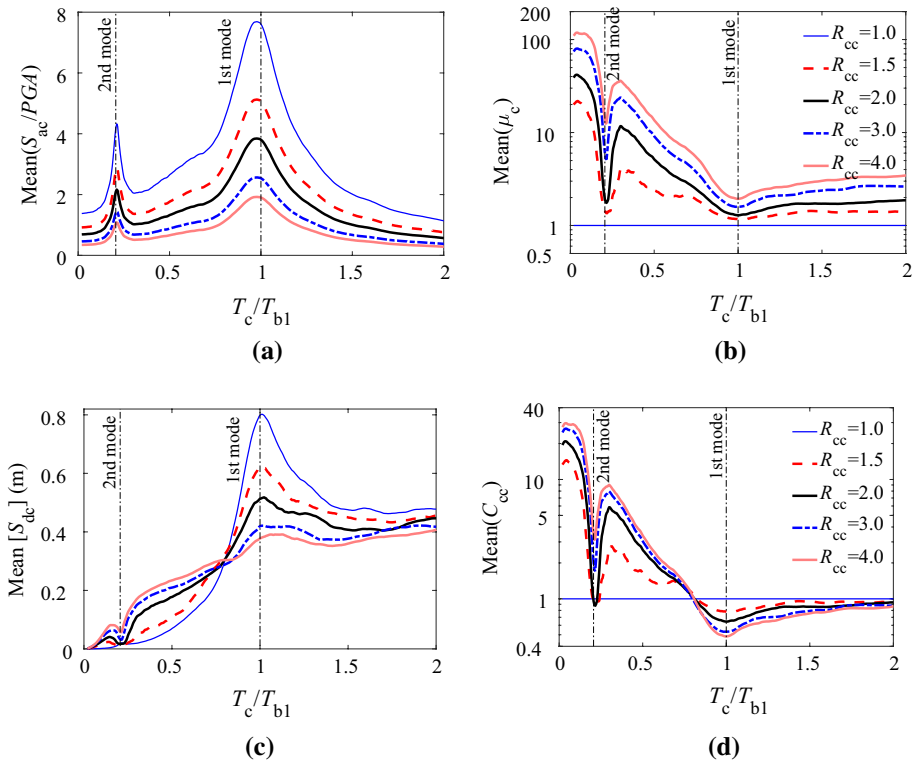 8
6
4
2
0
0
0.5
1
1.5
2
Mean(S_ac/PGA)
2nd mode
1st mode
T_c/T_b1
(a)
200
100
10
1
0.5
0
0.5
1
1.5
2
Mean(μ_c)
2nd mode
1st mode
R_cc=1.0
R_cc=1.5
R_cc=2.0
R_cc=3.0
R_cc=4.0
T_c/T_b1
(b)
0.8
0.6
0.4
0.2
0
0
0.5
1
1.5
2
Mean [S_dc] (m)
2nd mode
1st mode
T_c/T_b1
(c)
40
10
5
1
0.4
0
0.5
1
1.5
2
Mean(C_cc)
2nd mode
1st mode
R_cc=1.0
R_cc=1.5
R_cc=2.0
R_cc=3.0
R_cc=4.0
T_c/T_b1
(d)